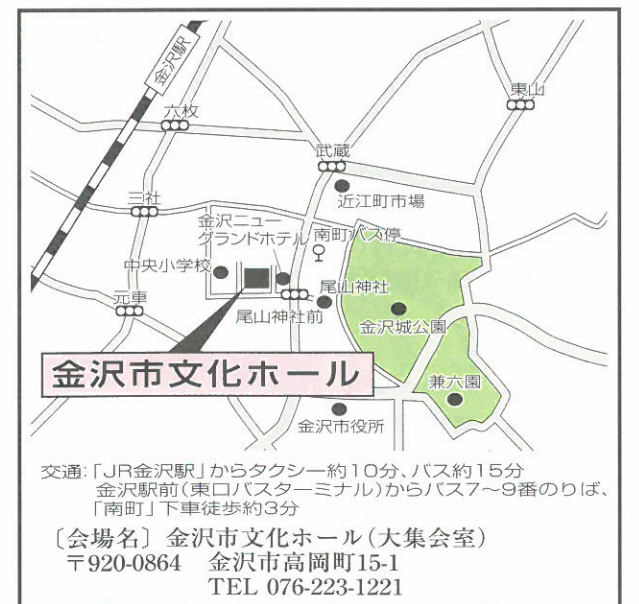 金沢駅
六枚
東山
武蔵
三社
近江町市場
金沢ニュー
グランドホテル
南町バス停
中央小学校
尾山神社
元車
尾山神社前
金沢城公園
金沢市文化ホール
兼六園
金沢市役所
交通:「JR金沢駅」からタクシー約10分、バス約15分
金沢駅前(東口バスターミナル)からバス7〜9番のりば、
「南町」下車徒歩約3分
〔会場名〕金沢市文化ホール(大集会室)
〒920-0864 金沢市高岡町15-1
TEL 076-223-1221